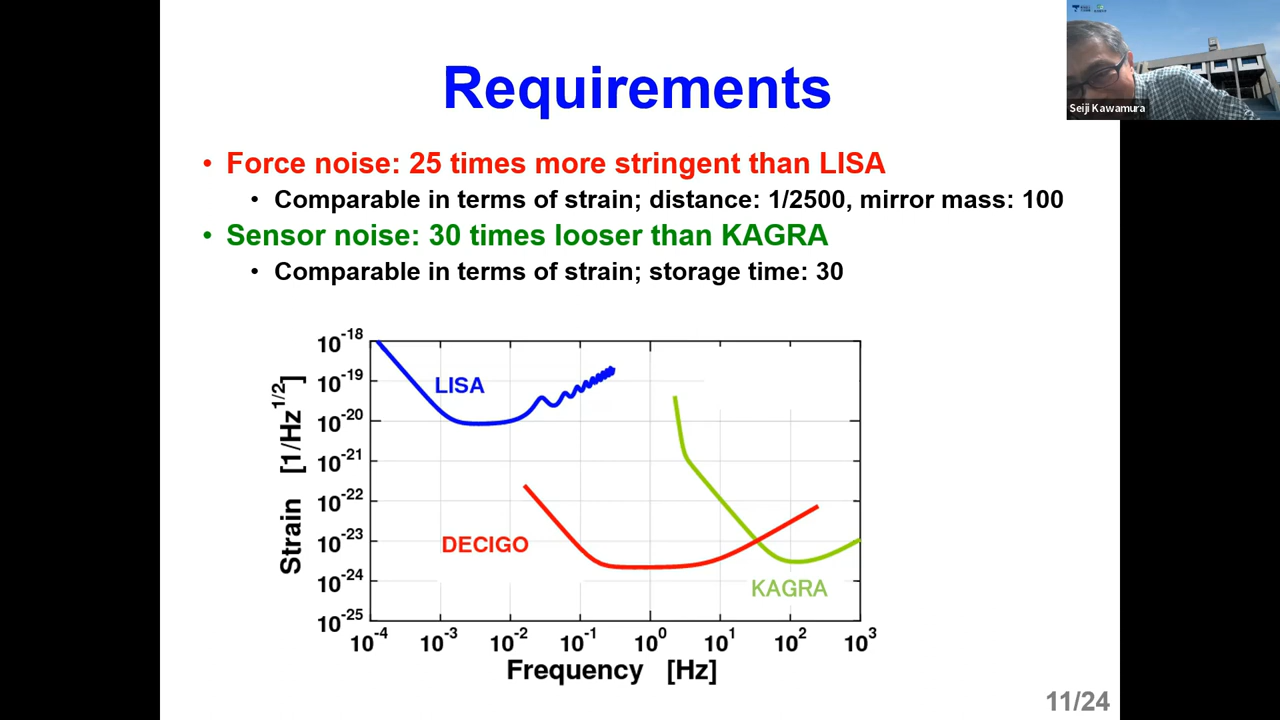 Requirements
• Force noise: 25 times more stringent than LISA
• Comparable in terms of strain; distance: 1/2500, mirror mass: 100
• Sensor noise: 30 times looser than KAGRA
• Comparable in terms of strain; storage time: 30
10^-18
10^-19
10^-20
10^-21
10^-22
10^-23
10^-24
10^-25
Strain [1/Hz^1/2]
LISA
DECIGO
KAGRA
10^-4 10^-3 10^-2 10^-1 10^0 10^1 10^2 10^3
Frequency [Hz]
11/24
Seiji Kawamura